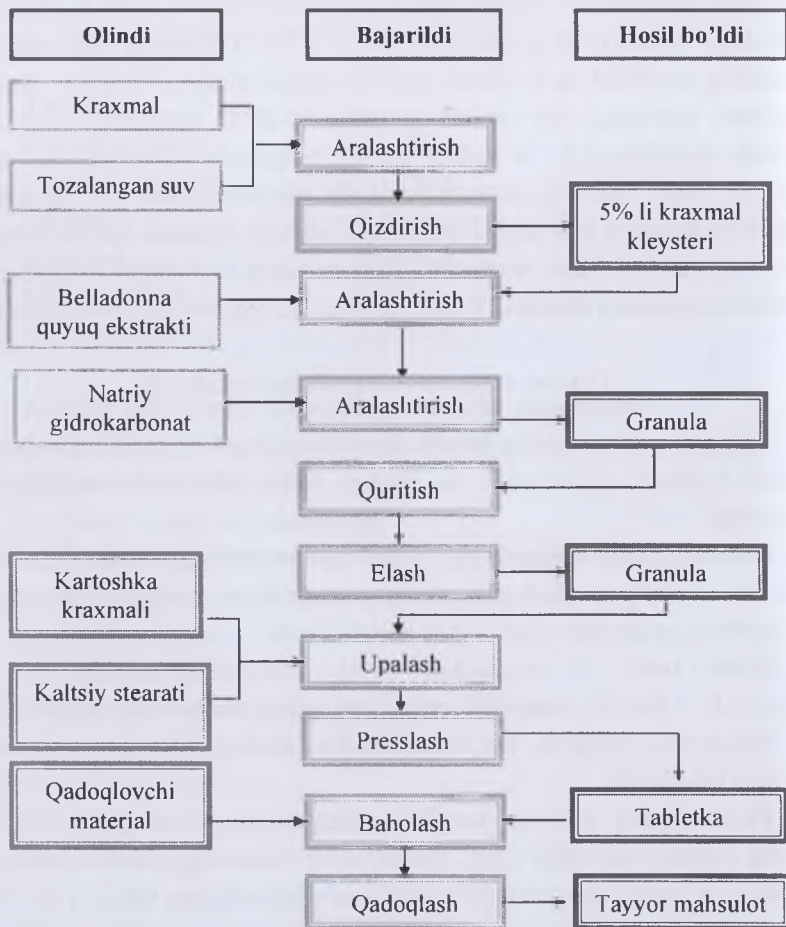 Olindi
Bajarildi
Hosil bo'ldi
Kraxmal
Aralashtirish
Tozalangan suv
Qizdirish
5% li kraxmal
kleysteri
Belladonna
quyuq ekstrakti
Aralashtirish
Natriy
gidrokarbonat
Aralashtirish
Granula
Quritish
Elash
Granula
Kartoshka
kraxmali
Upalash
Kaltsiy stearati
Presslash
Qadoqlovchi
material
Baholash
Tabletka
Qadoqlash
Tayyor mahsulot